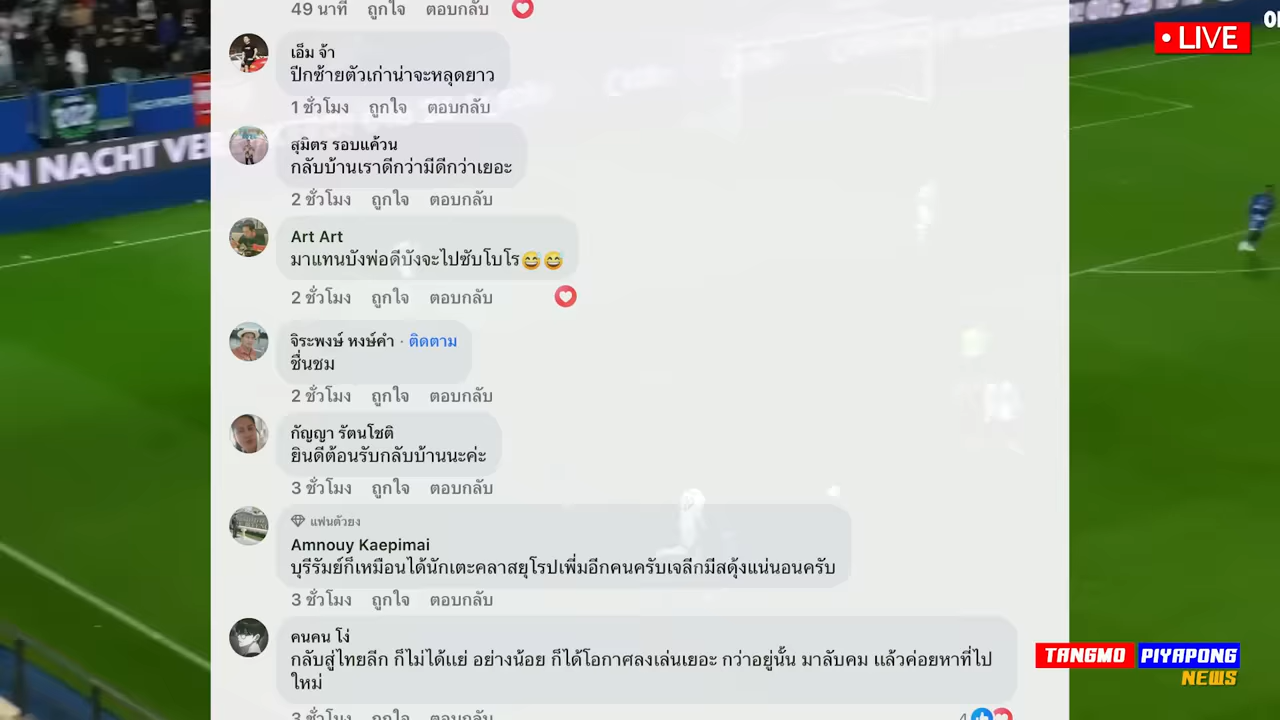 49 นาที ถูกใจ ตอบกลับ
• LIVE
เอ็ม จ้า
ปีกซ้ายตัวเก่าน่าจะหลุดยาว
1 ชั่วโมง ถูกใจ ตอบกลับ
N NACHT VE
สุมิตร รอบแค้วน
กลับบ้านเราดีกว่ามีดีกว่าเยอะ
2 ชั่วโมง ถูกใจ ตอบกลับ
Art Art
มาแทนบังพ่อดีบังจะไปซับโบโร😅😅
2 ชั่วโมง ถูกใจ ตอบกลับ
จิระพงษ์ หงษ์คำ · ติดตาม
ชื่นชม
2 ชั่วโมง ถูกใจ ตอบกลับ
กัญญา รัตนโชติ
ยินดีต้อนรับกลับบ้านนะค่ะ
3 ชั่วโมง ถูกใจ ตอบกลับ
แฟนตัวยง
Amnouy Kaepimai
บุรีรัมย์ก็เหมือนได้นักเตะคลาสยุโรปเพิ่มอีกคนครับเจลีกมีสดุ้งแน่นอนครับ
3 ชั่วโมง ถูกใจ ตอบกลับ
คนคน โง่
กลับสู่ไทยลีก ก็ไม่ได้แย่ อย่างน้อย ก็ได้โอกาศลงเล่นเยอะ กว่าอยู่นั้น มาลับคม แล้วค่อยหาที่ไป
ใหม่
3 ชั่วโมง ถูกใจ ตอบกลับ 4
TANGMO PIYAPONG
NEWS